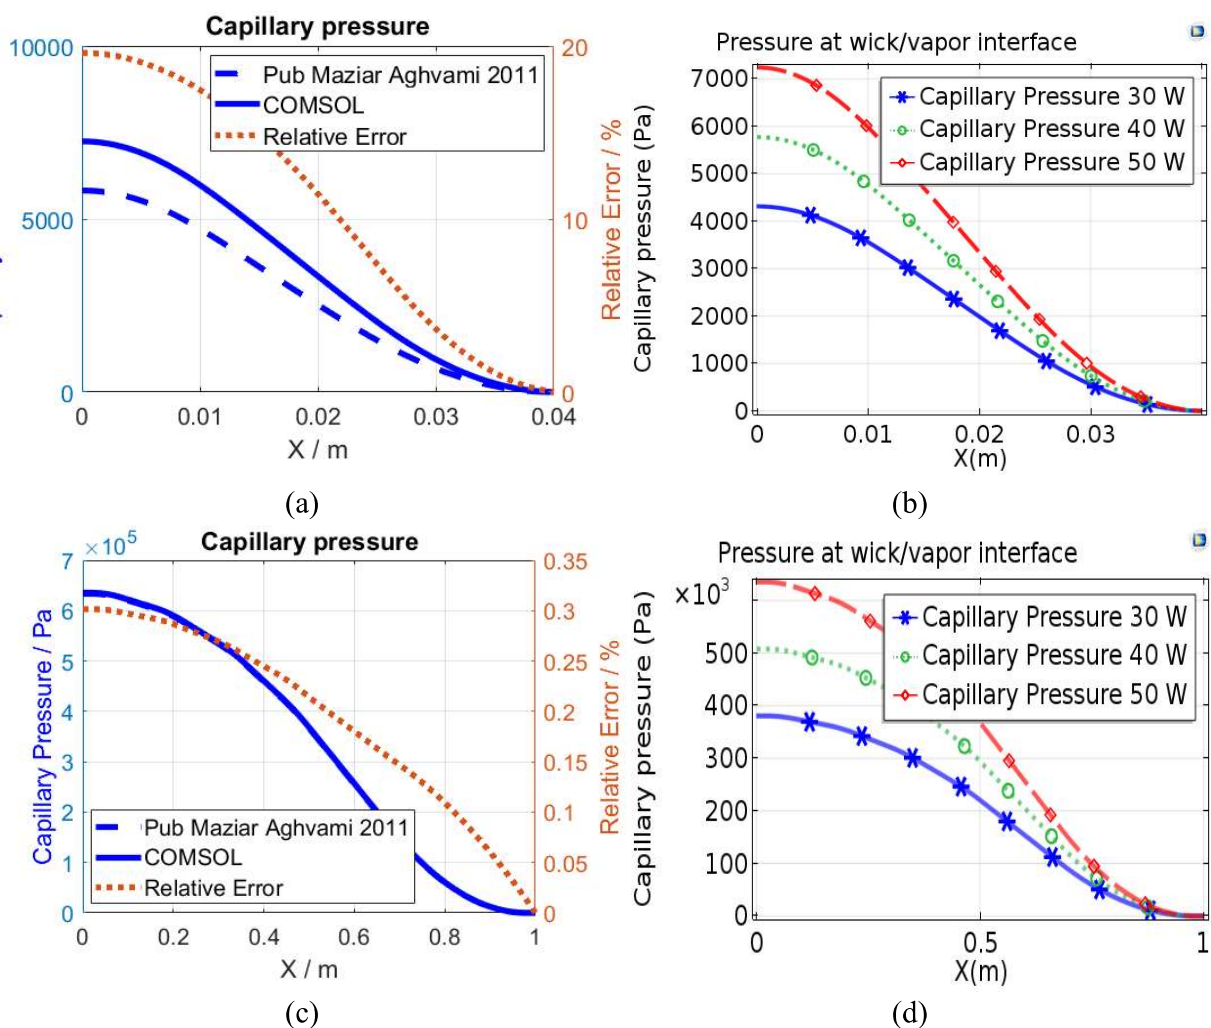 Capillary pressure
10000
5000
0
20
10
0
Pub Maziar Aghvami 2011
COMSOL
Relative Error
Relative Error / %
0 0.01 0.02 0.03 0.04
X / m
(a)
Pressure at wick/vapor interface
Capillary pressure (Pa)
7000
6000
5000
4000
3000
2000
1000
0
Capillary Pressure 30 W
Capillary Pressure 40 W
Capillary Pressure 50 W
0 0.01 0.02 0.03
X(m)
(b)
Capillary pressure
×10⁵
Capillary Pressure / Pa
7
6
5
4
3
2
1
0
0.35
0.3
0.25
0.2
0.15
0.1
0.05
0
Relative Error / %
Pub Maziar Aghvami 2011
COMSOL
Relative Error
0 0.2 0.4 0.6 0.8 1
X / m
(c)
Pressure at wick/vapor interface
×10³
Capillary pressure (Pa)
500
400
300
200
100
0
Capillary Pressure 30 W
Capillary Pressure 40 W
Capillary Pressure 50 W
0 0.5 1
X(m)
(d)